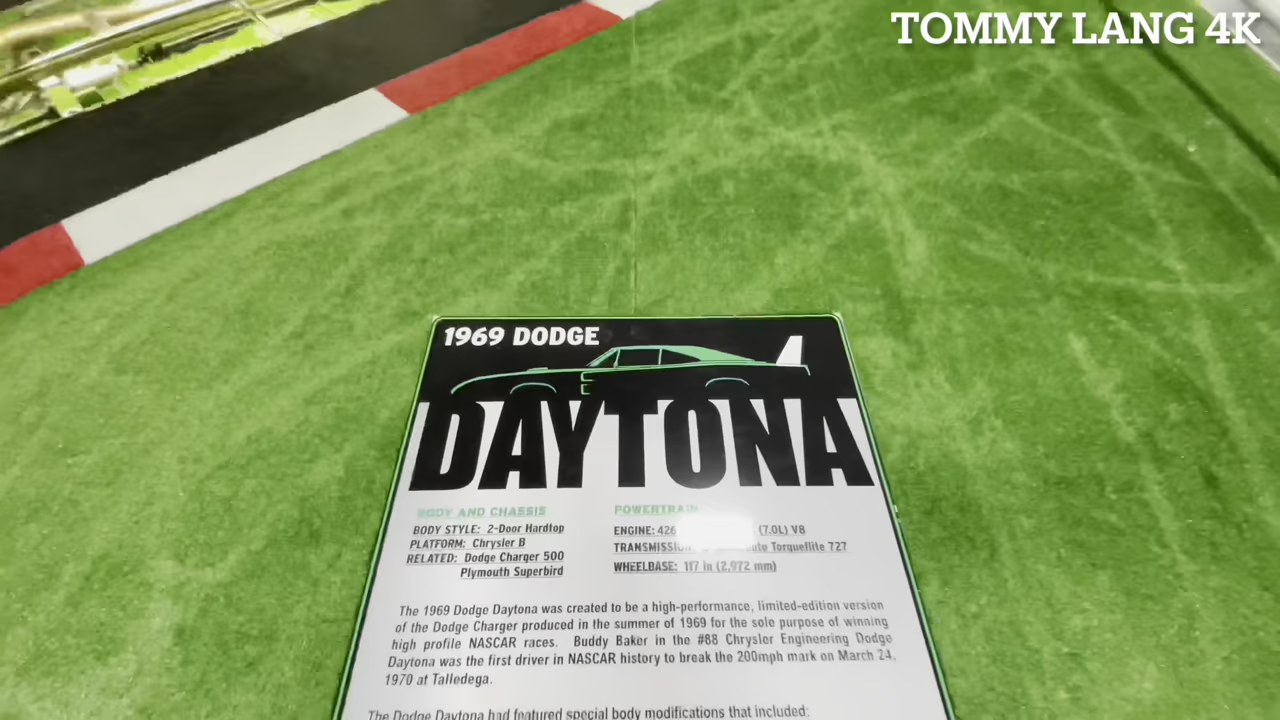 TOMMY LANG 4K
1969 DODGE
DAYTONA
BODY AND CHASSIS
BODY STYLE: 2-Door Hardtop
PLATFORM: Chrysler B
RELATED: Dodge Charger 500
Plymouth Superbird
POWERTRAIN
ENGINE: 426 (7.0L) V8
TRANSMISSION Auto Torquelite 727
WHEELBASE: 117 in (2,972 mm)
The 1969 Dodge Daytona was created to be a high-performance, limited-edition version
of the Dodge Charger produced in the summer of 1969 for the sole purpose of winning
high profile NASCAR races. Buddy Baker in the #88 Chrysler Engineering Dodge
Daytona was the first driver in NASCAR history to break the 200mph mark on March 24,
1970 at Talledega.
The Dodge Daytona had featured special body modifications that included: